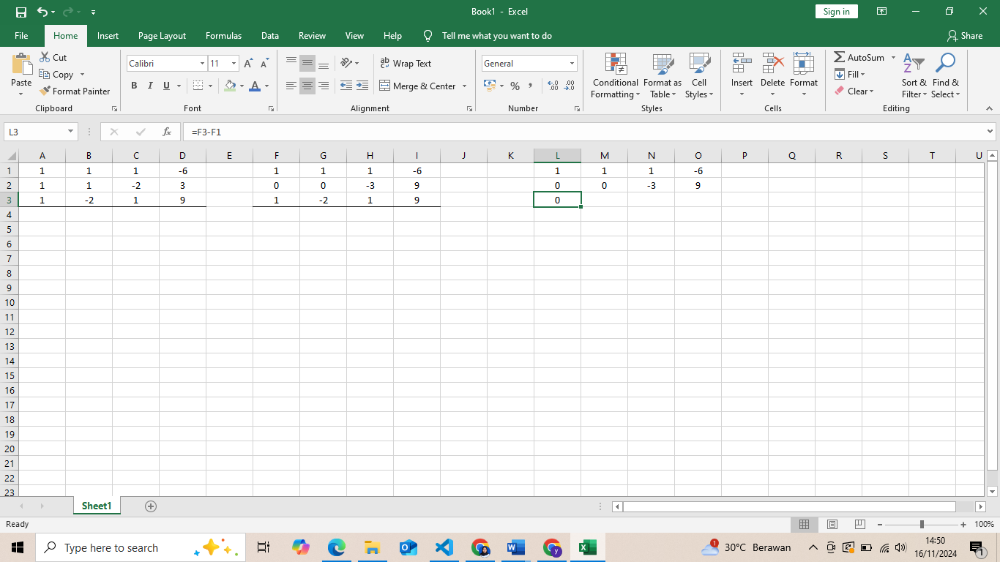 Book1 - Excel
Sign in
File Home Insert Page Layout Formulas Data Review View Help Tell me what you want to do Share
Paste Cut Copy Format Painter Clipboard
Calibri 11 A A B I U A Font
ab Wrap Text Merge & Center Alignment
General % , .00 .00 Number
Conditional Formatting Format as Table Cell Styles Styles
Insert Delete Format Cells
AutoSum Fill Clear Sort & Filter Find & Select Editing
L3 fx =F3-F1
A B C D E F G H I J K L M N O P Q R S T U
1 1 1 1 -6 1 1 1 -6 1 1 1 -6
2 1 1 -2 3 0 0 -3 9 0 0 -3 9
3 1 -2 1 9 1 -2 1 9 0
4
5
6
7
8
9
10
11
12
13
14
15
16
17
18
19
20
21
22
23
Sheet1
Ready 100%
Type here to search 30°C Berawan 14:50
16/11/2024 1